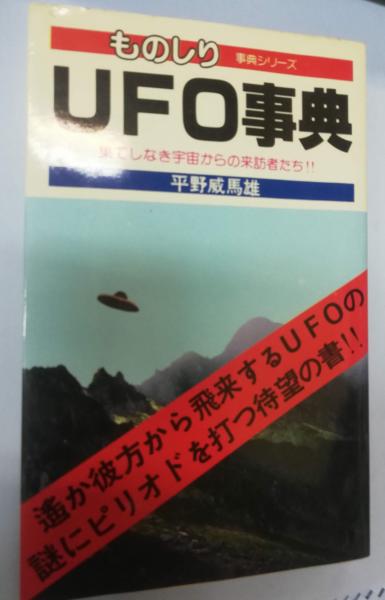 ものしり 事典シリーズ
UFO事典
果てしなき宇宙からの来訪者たち!!
平野威馬雄
遥か彼方から飛来するUFOの
謎にピリオドを打つ待望の書!!